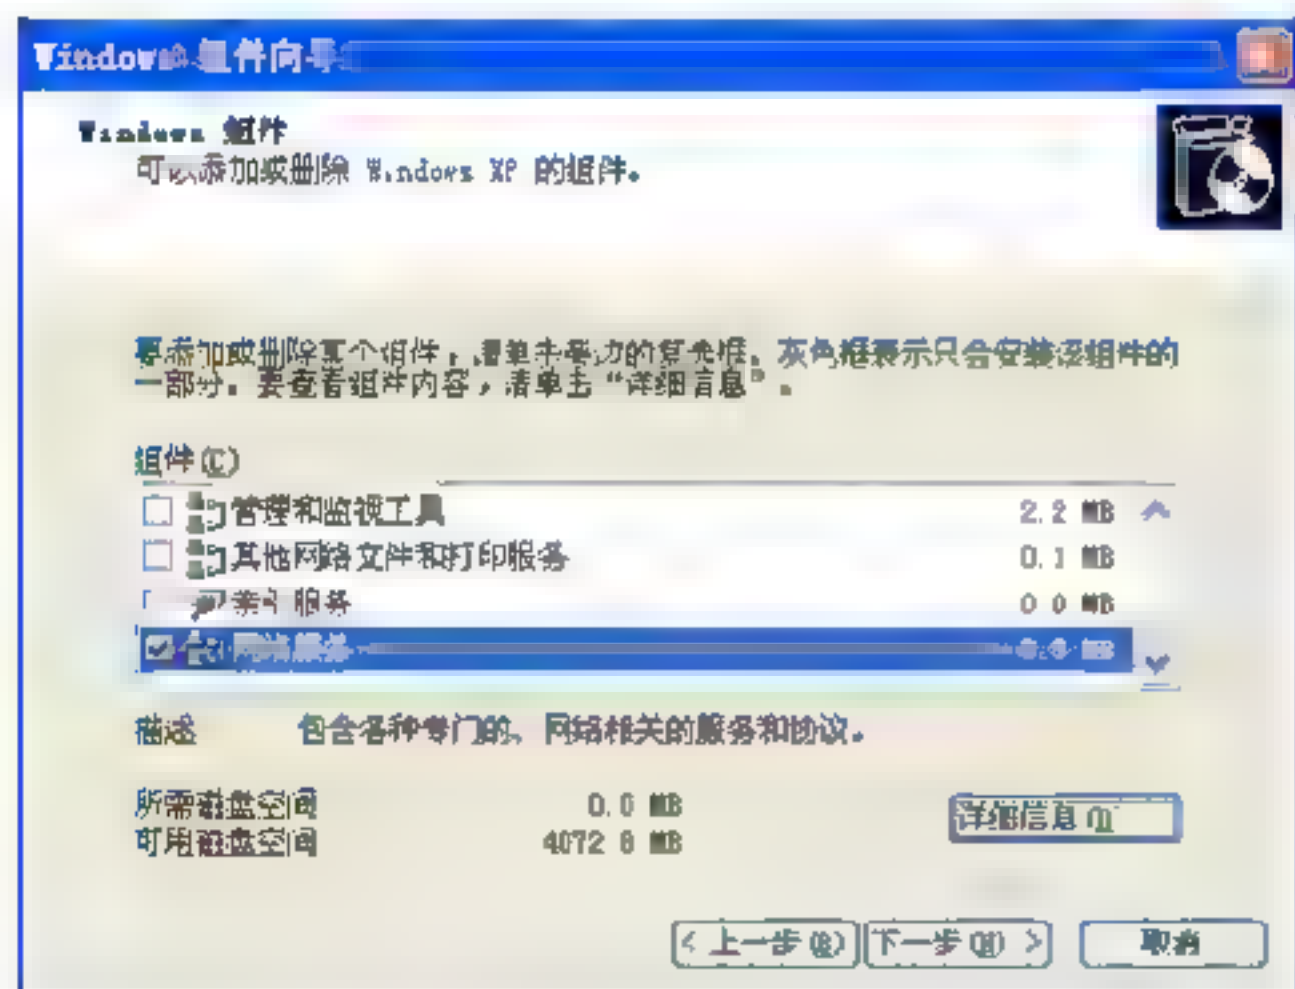 Windows 组件向导
Windows 组件
可以添加或删除 Windows XP 的组件。
要添加或删除某个组件，请单击旁边的复选框。灰色框表示只会安装该组件的
一部分。要查看组件内容，请单击“详细信息”。
组件(C)
管理和监视工具 2.2 MB
其他网络文件和打印服务 0.1 MB
索引服务 0.0 MB
网络服务 MB
描述 包含各种专门的、网络相关的服务和协议。
所需磁盘空间 0.0 MB
可用磁盘空间 MB
详细信息
< 上一步(B) 下一步(N) > 取消